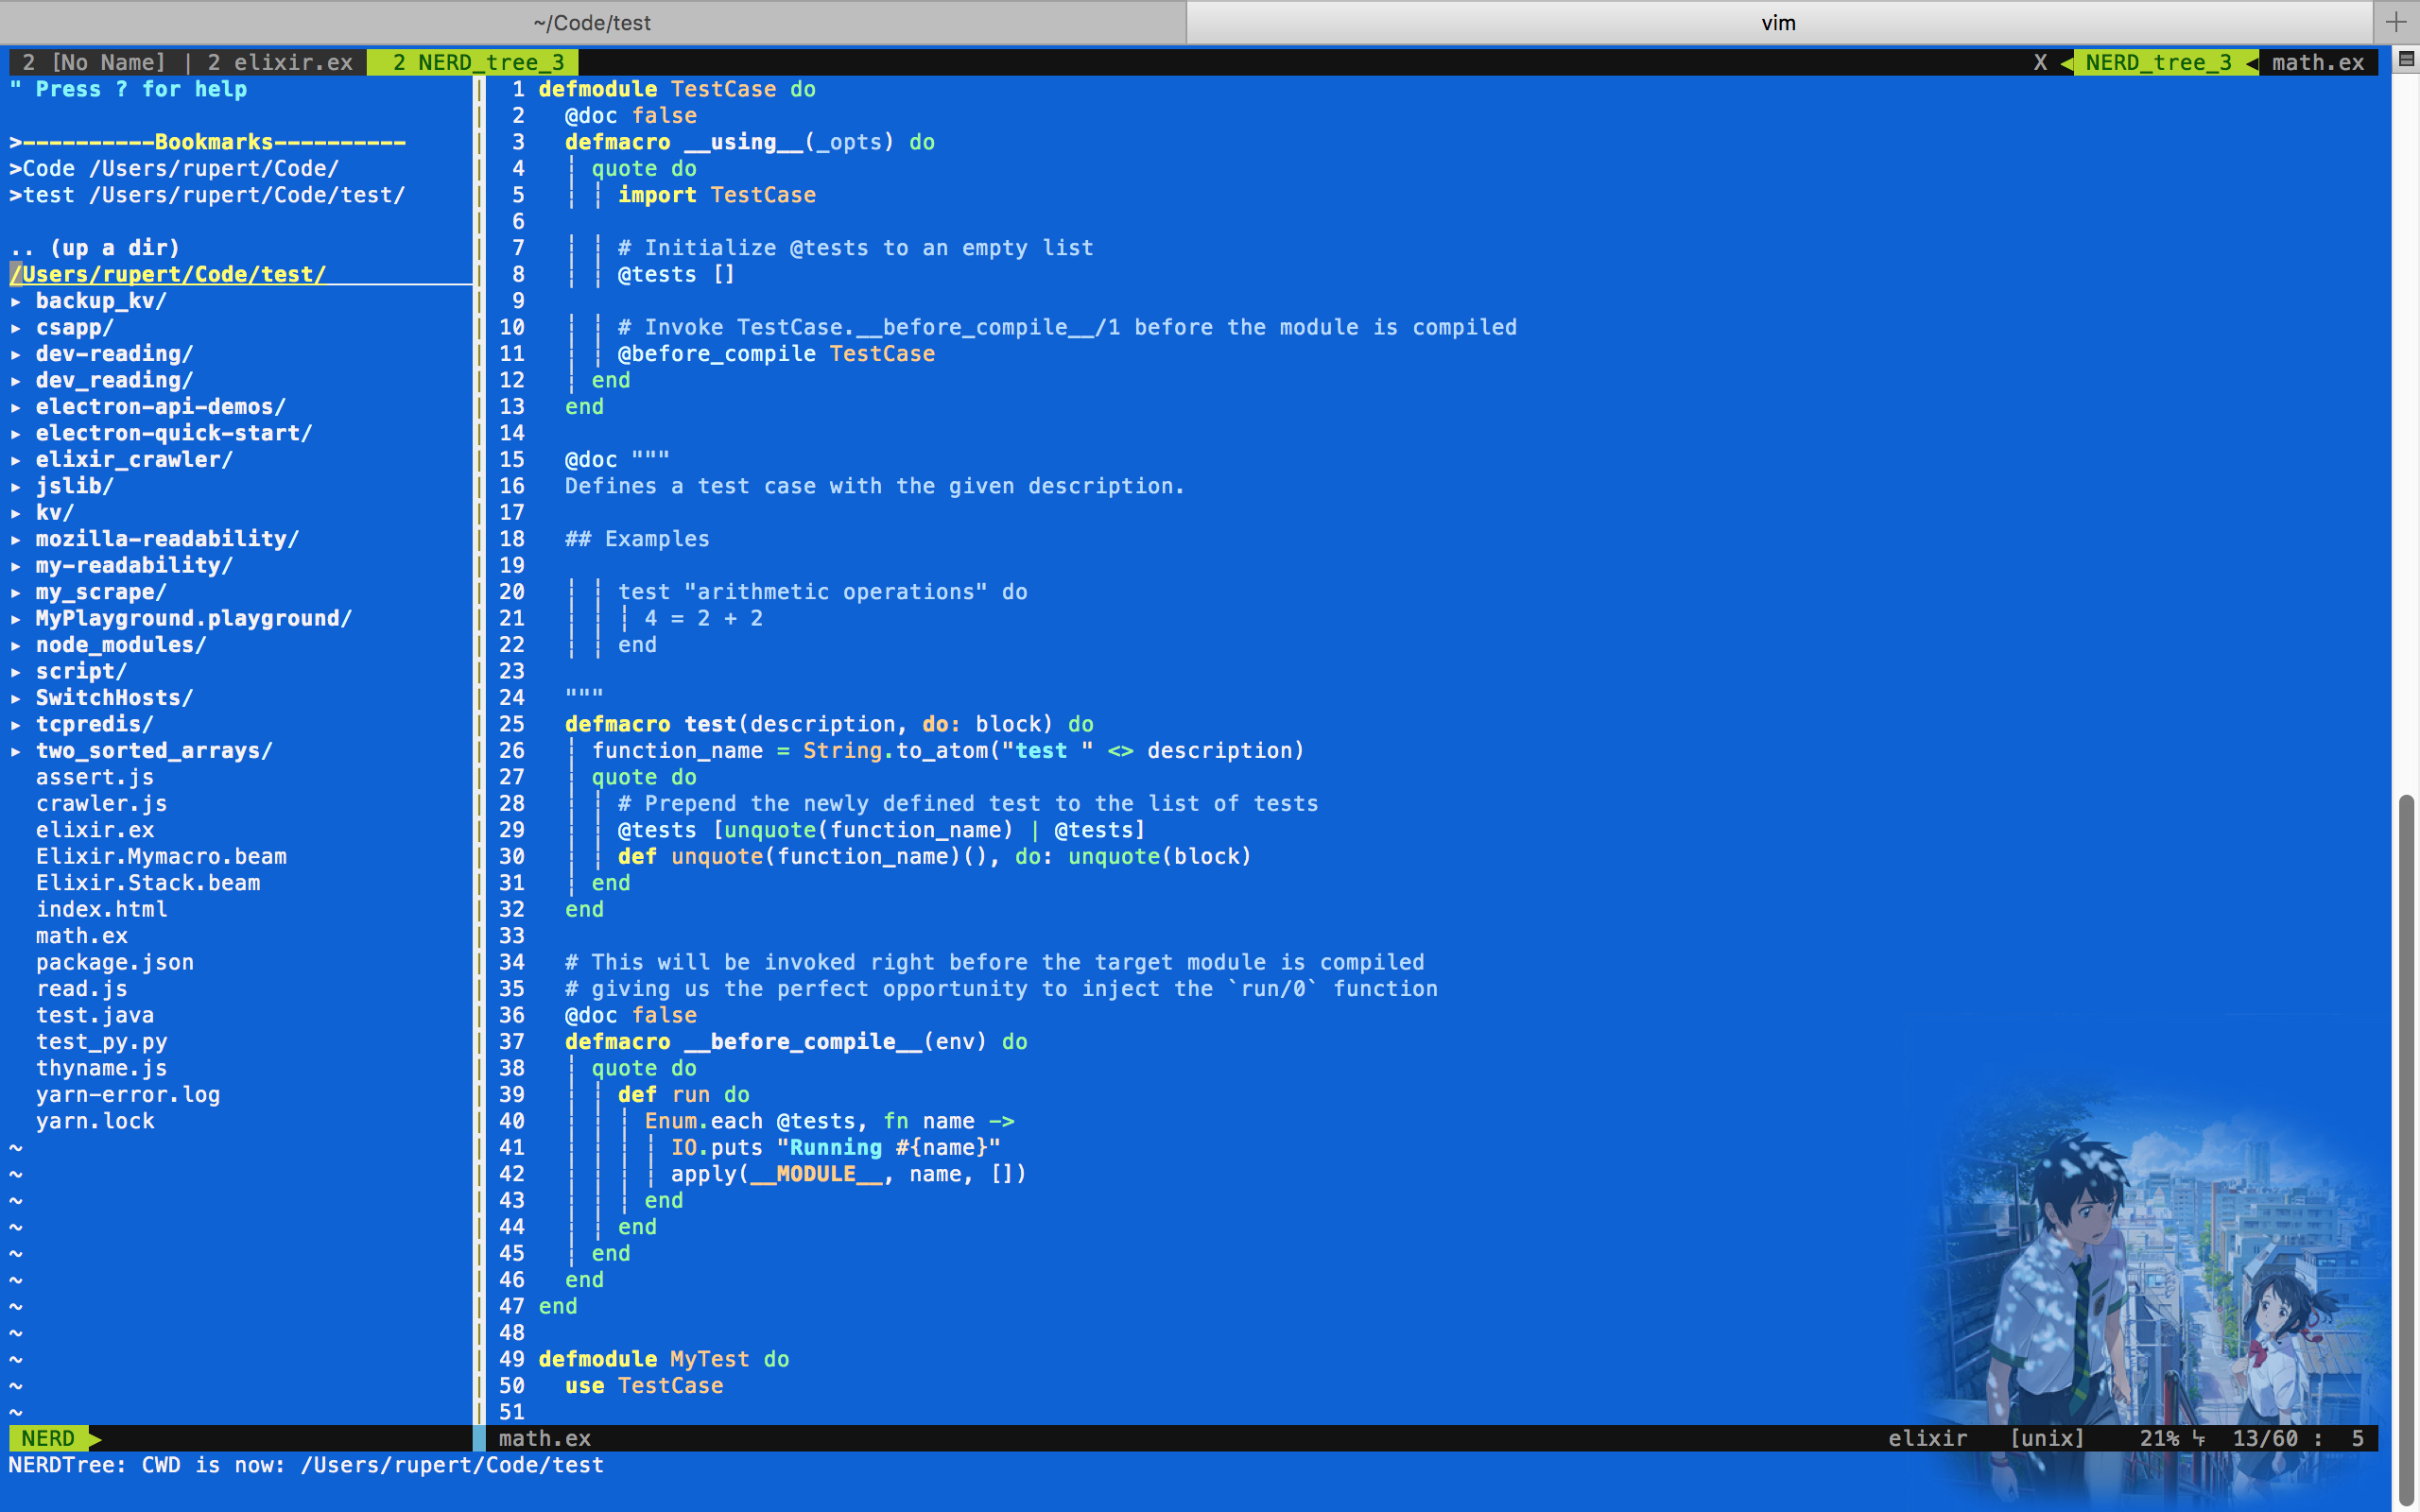 ~/Code/test
vim
2 [No Name] | 2 elixir.ex 2 NERD_tree_3
X NERD_tree_3 math.ex
" Press ? for help
>----------Bookmarks----------
>Code /Users/rupert/Code/
>test /Users/rupert/Code/test/
.. (up a dir)
/Users/rupert/Code/test/
▸ backup_kv/
▸ csapp/
▸ dev-reading/
▸ dev_reading/
▸ electron-api-demos/
▸ electron-quick-start/
▸ elixir_crawler/
▸ jslib/
▸ kv/
▸ mozilla-readability/
▸ my-readability/
▸ my_scrape/
▸ MyPlayground.playground/
▸ node_modules/
▸ script/
▸ SwitchHosts/
▸ tcpredis/
▸ two_sorted_arrays/
assert.js
crawler.js
elixir.ex
Elixir.Mymacro.beam
Elixir.Stack.beam
index.html
math.ex
package.json
read.js
test.java
test_py.py
thyname.js
yarn-error.log
yarn.lock
~
~
~
~
~
~
~
~
~
~
~
1 defmodule TestCase do
2   @doc false
3   defmacro __using__(_opts) do
4   ¦ quote do
5   ¦ ¦ import TestCase
6
7   ¦ ¦ # Initialize @tests to an empty list
8   ¦ ¦ @tests []
9
10   ¦ ¦ # Invoke TestCase.__before_compile__/1 before the module is compiled
11   ¦ ¦ @before_compile TestCase
12   ¦ end
13   end
14
15   @doc """
16   Defines a test case with the given description.
17
18   ## Examples
19
20   ¦ ¦ test "arithmetic operations" do
21   ¦ ¦ ¦ 4 = 2 + 2
22   ¦ ¦ end
23
24   """
25   defmacro test(description, do: block) do
26   ¦ function_name = String.to_atom("test " <> description)
27   ¦ quote do
28   ¦ ¦ # Prepend the newly defined test to the list of tests
29   ¦ ¦ @tests [unquote(function_name) | @tests]
30   ¦ ¦ def unquote(function_name)(), do: unquote(block)
31   ¦ end
32   end
33
34   # This will be invoked right before the target module is compiled
35   # giving us the perfect opportunity to inject the `run/0` function
36   @doc false
37   defmacro __before_compile__(env) do
38   ¦ quote do
39   ¦ ¦ def run do
40   ¦ ¦ ¦ Enum.each @tests, fn name ->
41   ¦ ¦ ¦ ¦ IO.puts "Running #{name}"
42   ¦ ¦ ¦ ¦ apply(__MODULE__, name, [])
43   ¦ ¦ ¦ end
44   ¦ ¦ end
45   ¦ end
46   end
47 end
48
49 defmodule MyTest do
50   use TestCase
51
NERD
math.ex
elixir [unix] 21% ␊ 13/60 : 5
NERDTree: CWD is now: /Users/rupert/Code/test